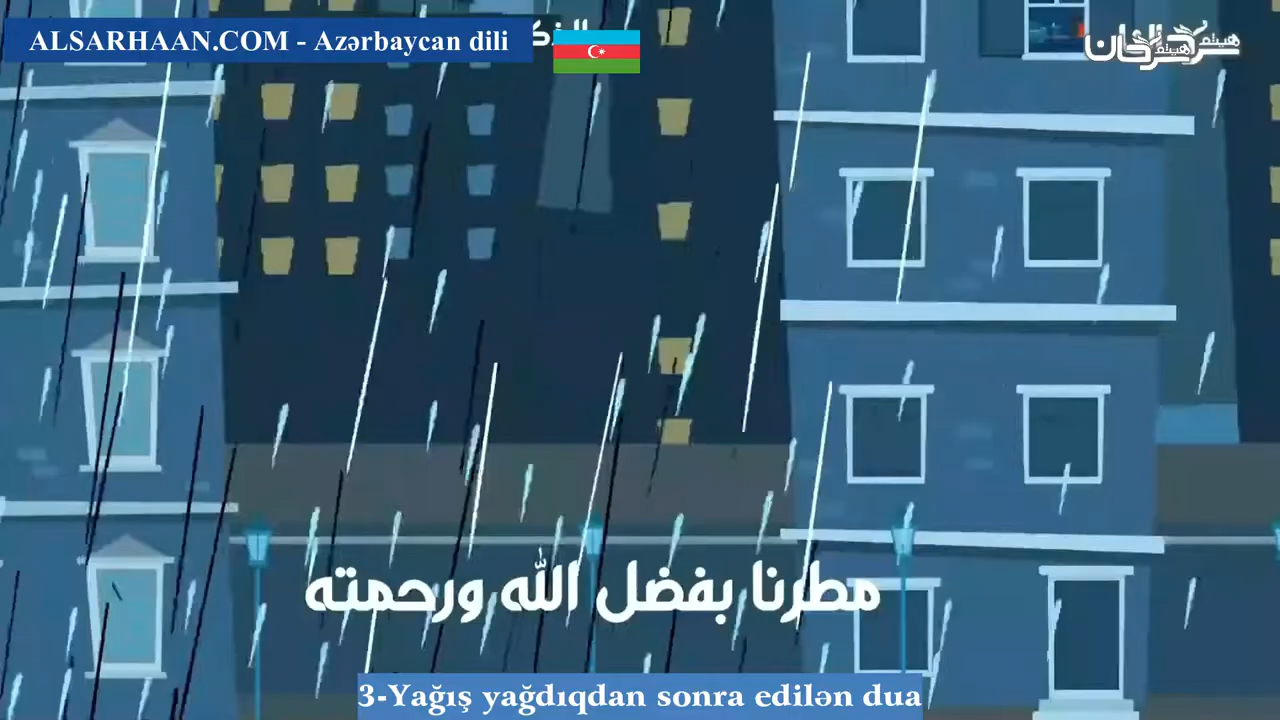 ALSARHAAN.COM - Azərbaycan dili
مطرنا بفضل الله ورحمته
3-Yağış yağdıqdan sonra edilən dua